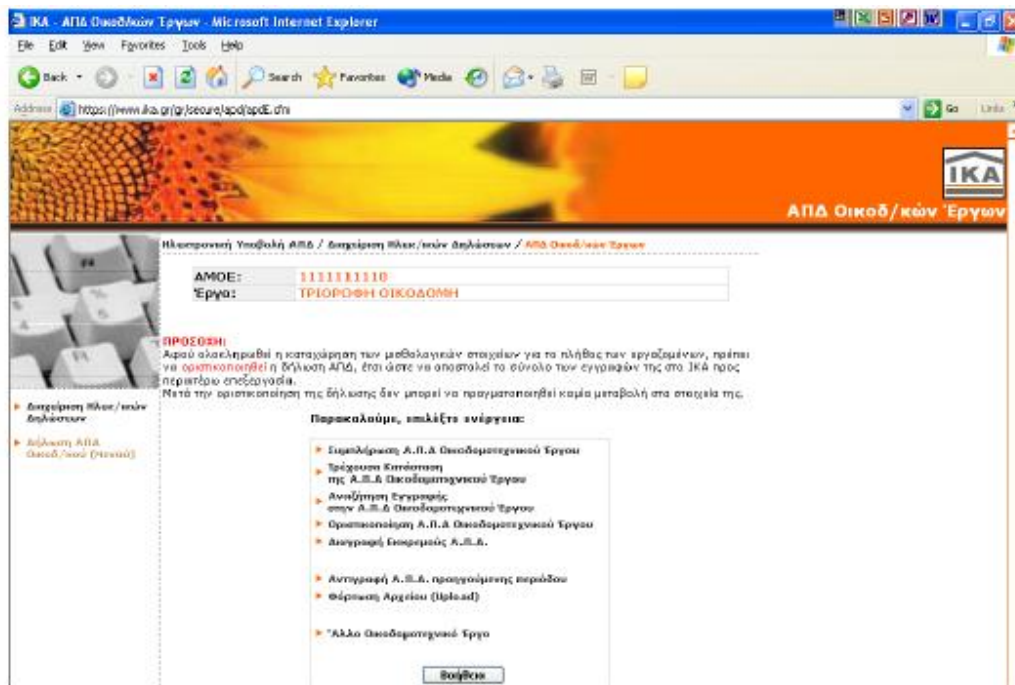 IKA - ΑΠΔ Οικοδ/κών Έργων - Microsoft Internet Explorer
File Edit View Favorites Tools Help
Back Search Favorites Media
Address https://www.ika.gr/gr/secure/apd/apdE.cfm Go Links
IKA
ΑΠΔ Οικοδ/κών Έργων
Ηλεκτρονική Υποβολή ΑΠΔ / Διαχείριση Ηλεκ/κών Δηλώσεων / ΑΠΔ Οικοδ/κών Έργων
ΑΜΟΕ: 1111111110
Έργο: ΤΡΙΟΡΟΦΗ ΟΙΚΟΔΟΜΗ
ΠΡΟΣΟΧΗ:
Αφού ολοκληρωθεί η καταχώρηση των μισθολογικών στοιχείων για το πλήθος των εργαζομένων, πρέπει
να οριστικοποιηθεί η δήλωση ΑΠΔ, έτσι ώστε να αποσταλεί το σύνολο των εγγραφών της στο ΙΚΑ προς
περαιτέρω επεξεργασία.
Μετά την οριστικοποίηση της δήλωσης δεν μπορεί να πραγματοποιηθεί καμία μεταβολή στα στοιχεία της.
Διαχείριση Ηλεκ/κών
Δηλώσεων
Δήλωση ΑΠΔ
Οικοδ/κού (Μενού)
Παρακαλούμε, επιλέξτε ενέργεια:
Συμπλήρωση Α.Π.Δ Οικοδομοτεχνικού Έργου
Τρέχουσα Κατάσταση
της Α.Π.Δ Οικοδομοτεχνικού Έργου
Αναζήτηση Εγγραφής
στην Α.Π.Δ Οικοδομοτεχνικού Έργου
Οριστικοποίηση Α.Π.Δ Οικοδομοτεχνικού Έργου
Διαγραφή Εκκρεμούς Α.Π.Δ.
Αντιγραφή Α.Π.Δ. προηγούμενης περιόδου
Φόρτωση Αρχείου (Upload)
Άλλο Οικοδομοτεχνικό Έργο
Βοήθεια